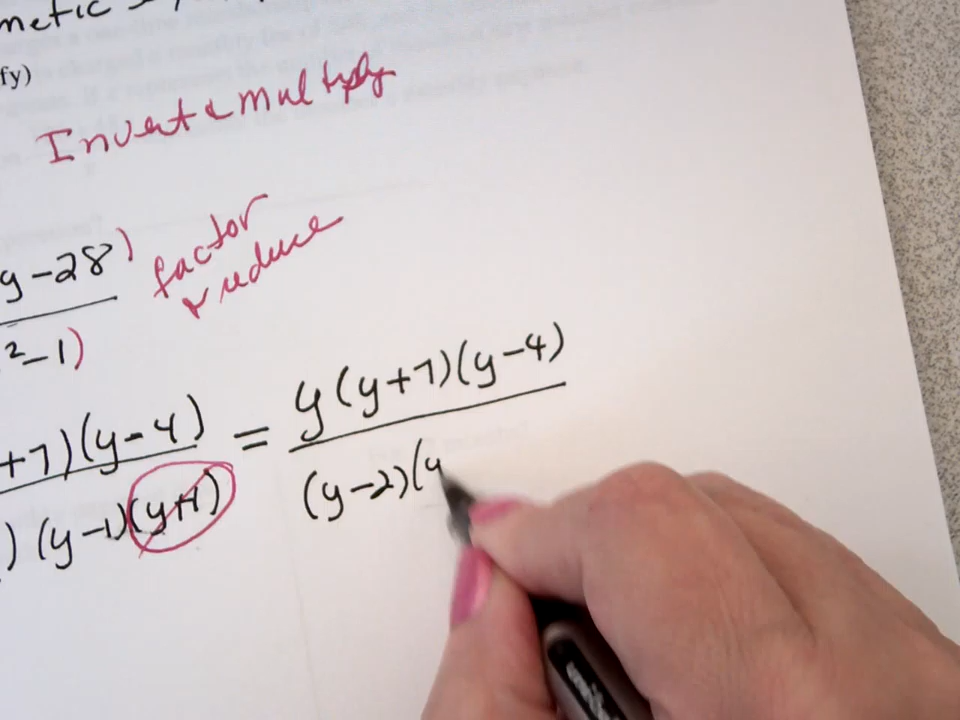 metic
fy)
Invert & multiply
y - 28)
factor
& reduce
² - 1)
+7)(y-4) = y(y+7)(y-4)
)(y-1)(y+1) (y-2)(y